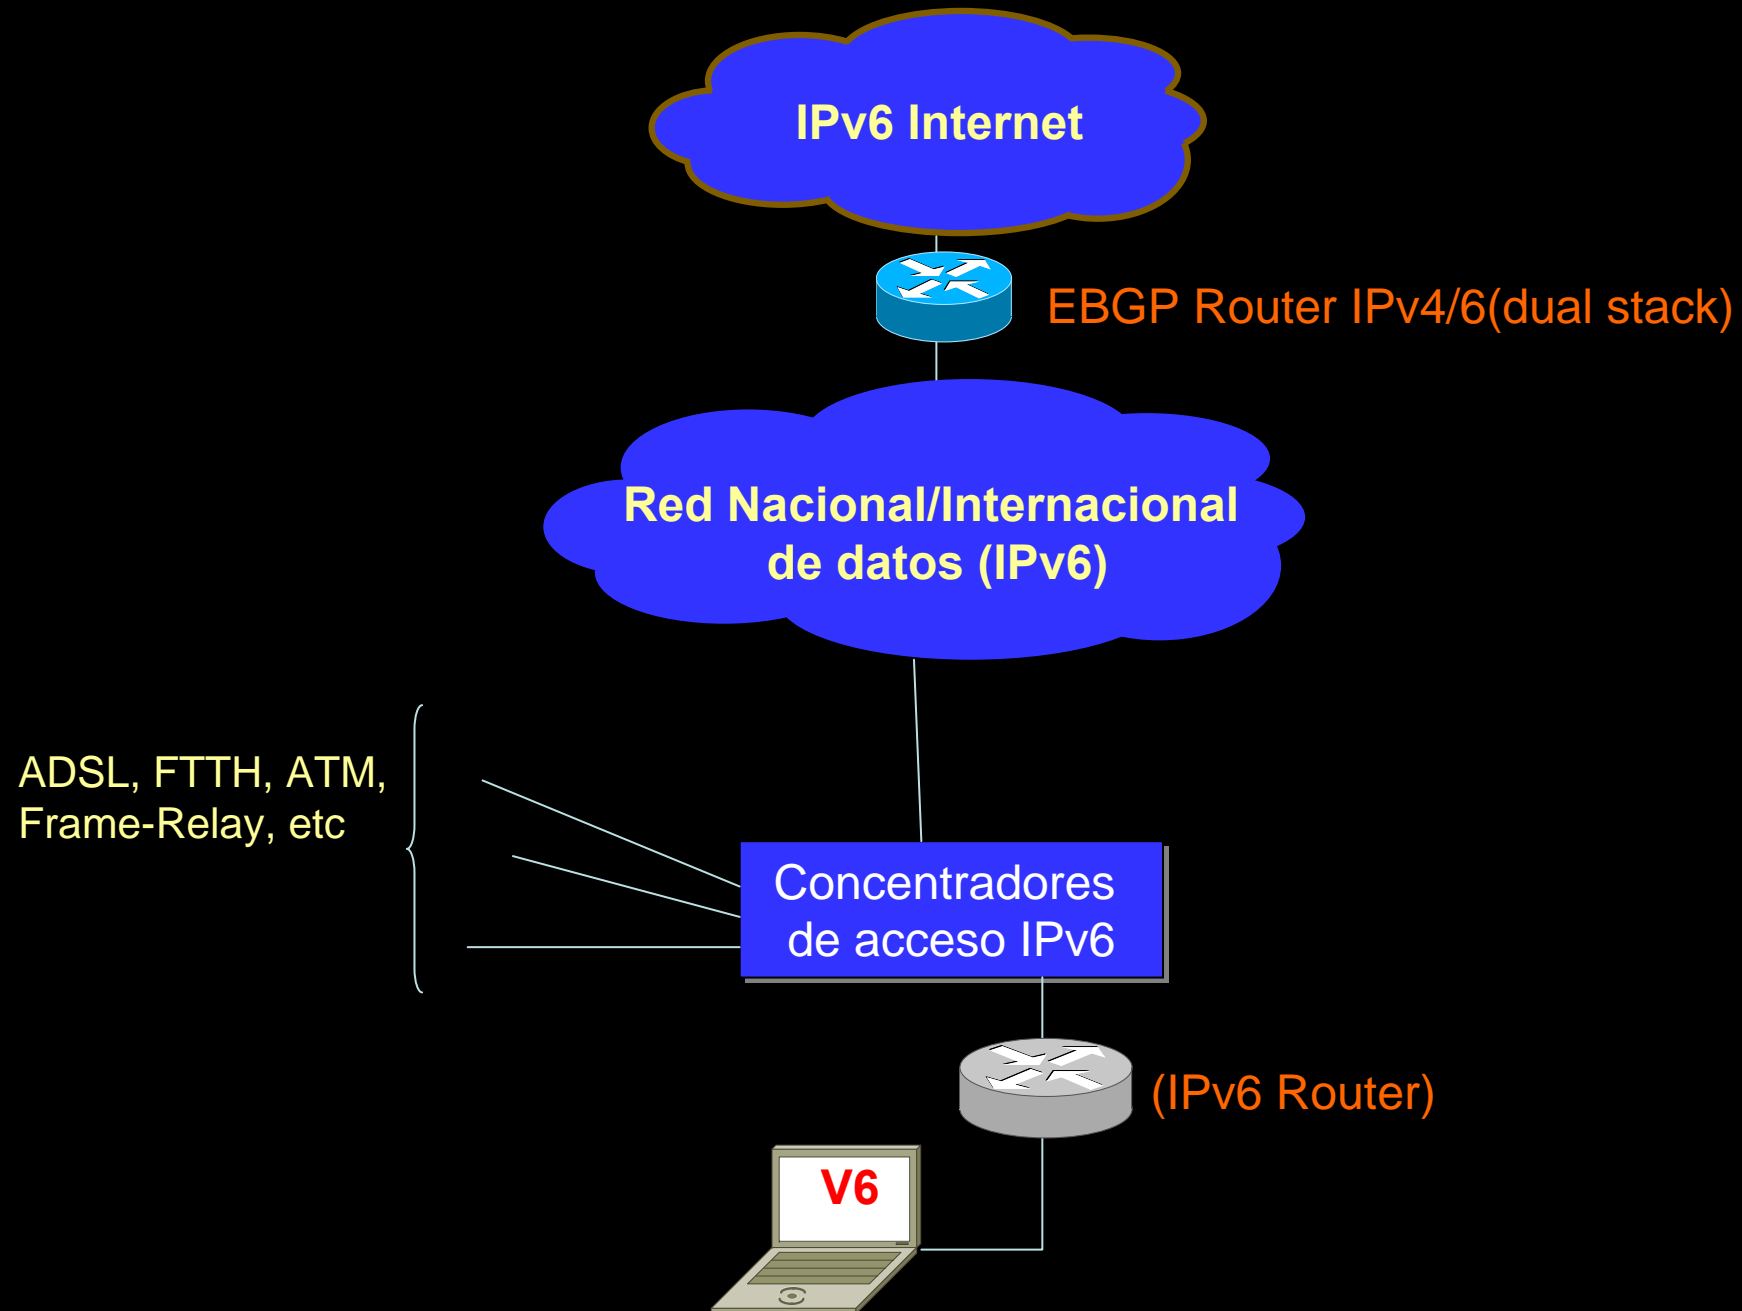 IPv6 Internet
EBGP Router IPv4/6(dual stack)
Red Nacional/Internacional
de datos (IPv6)
ADSL, FTTH, ATM,
Frame-Relay, etc
Concentradores
de acceso IPv6
(IPv6 Router)
V6